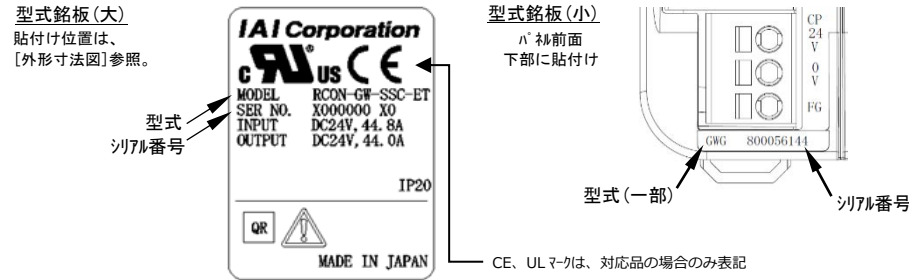 型式銘板(大)
貼付け位置は、
[外形寸法図]参照。
IAI Corporation
c RU® US CE
MODEL RCON-GW-SSC-ET
SER NO. X000000 X0
INPUT DC24V, 44.8A
OUTPUT DC24V, 44.0A
IP20
QR
MADE IN JAPAN
型式
シリアル番号
CE、ULマークは、対応品の場合のみ表記
型式銘板(小)
パネル前面
下部に貼付け
CP
24
V
0
V
FG
GWG 800056144
型式(一部)
シリアル番号